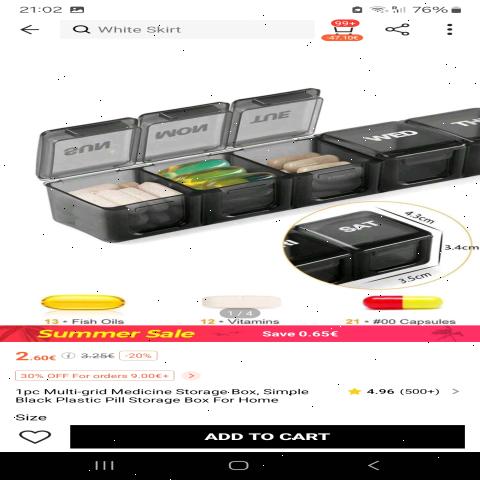 21:02
76%
White Skirt
99+
-47.10€
SUN
MON
TUE
WED
SAT
4.3cm
3.4cm
3.5cm
13 • Fish Oils
12 • Vitamins
21 • #00 Capsules
1 / 4
Summer Sale
Save 0.65€
2.60€ 3.25€ -20%
30% OFF For orders 9.00€+
1pc Multi-grid Medicine Storage Box, Simple
Black Plastic Pill Storage Box For Home
4.96 (500+)
Size
ADD TO CART